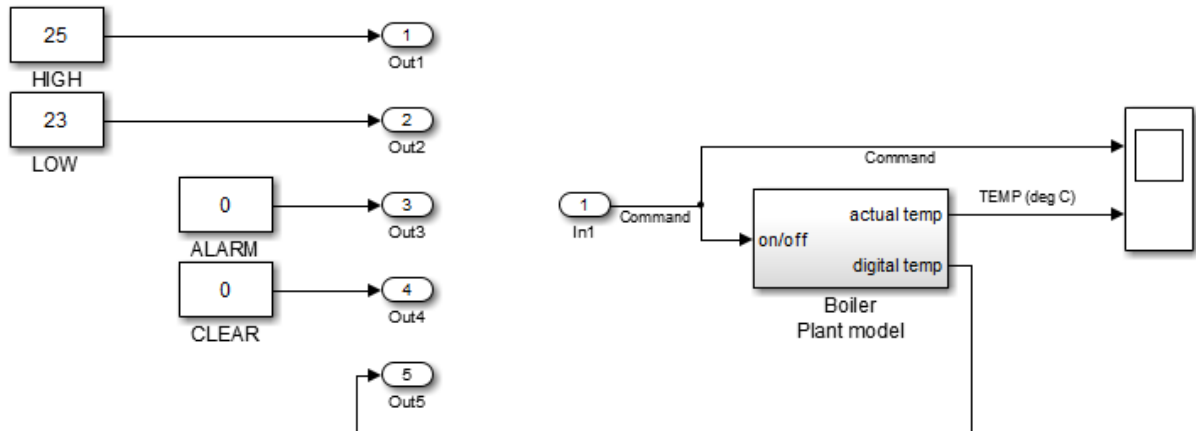 25
HIGH
1
Out1
23
LOW
2
Out2
0
ALARM
3
Out3
0
CLEAR
4
Out4
5
Out5
1
In1
Command
Command
on/off
actual temp
digital temp
TEMP (deg C)
Boiler
Plant model